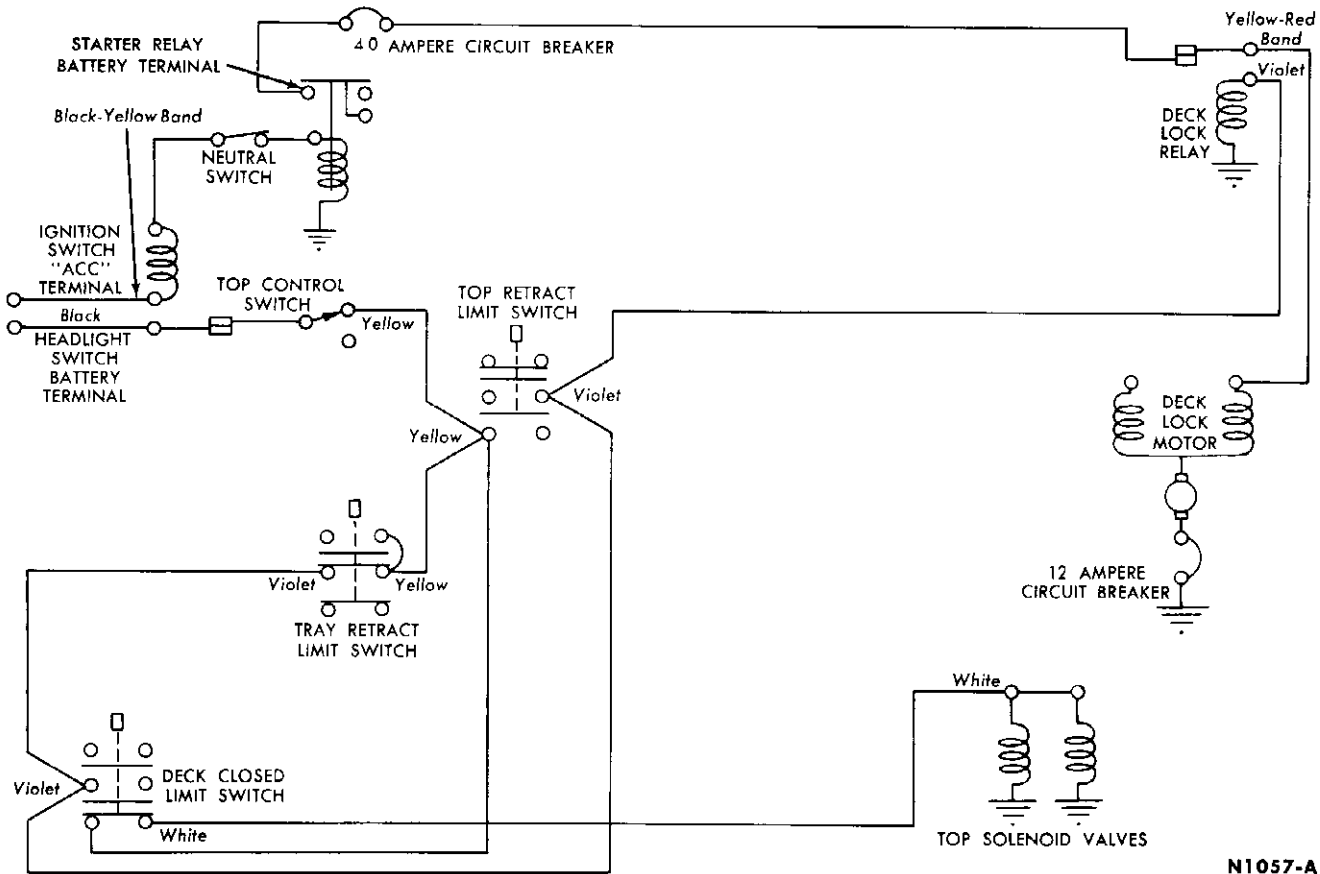 40 AMPERE CIRCUIT BREAKER
Yellow-Red
Band
STARTER RELAY
BATTERY TERMINAL
Violet
Black-Yellow Band
DECK
LOCK
RELAY
NEUTRAL
SWITCH
IGNITION
SWITCH
"ACC"
TERMINAL
TOP CONTROL
SWITCH
TOP RETRACT
LIMIT SWITCH
Black
Yellow
HEADLIGHT
SWITCH
BATTERY
TERMINAL
Violet
Yellow
DECK
LOCK
MOTOR
Violet
Yellow
12 AMPERE
CIRCUIT BREAKER
TRAY RETRACT
LIMIT SWITCH
White
Violet
DECK CLOSED
LIMIT SWITCH
White
TOP SOLENOID VALVES
N1057-A